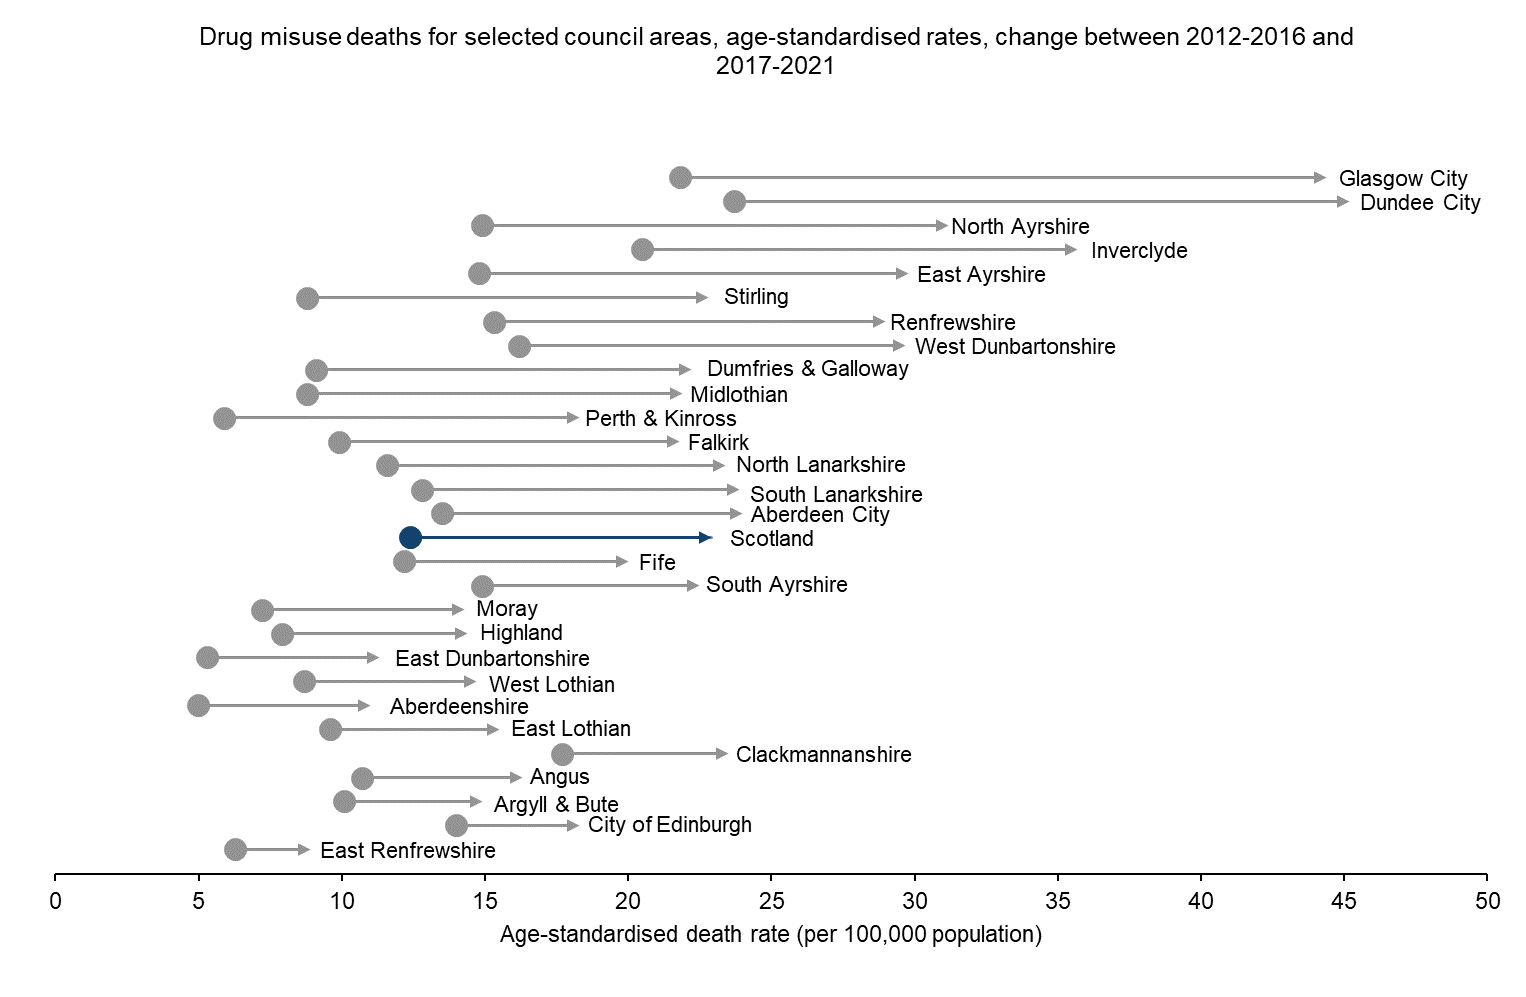 Drug misuse deaths for selected council areas, age-standardised rates, change between 2012-2016 and
2017-2021
Glasgow City
Dundee City
North Ayrshire
Inverclyde
East Ayrshire
Stirling
Renfrewshire
West Dunbartonshire
Dumfries & Galloway
Midlothian
Perth & Kinross
Falkirk
North Lanarkshire
South Lanarkshire
Aberdeen City
Scotland
Fife
South Ayrshire
Moray
Highland
East Dunbartonshire
West Lothian
Aberdeenshire
East Lothian
Clackmannanshire
Angus
Argyll & Bute
City of Edinburgh
East Renfrewshire
0 5 10 15 20 25 30 35 40 45 50
Age-standardised death rate (per 100,000 population)